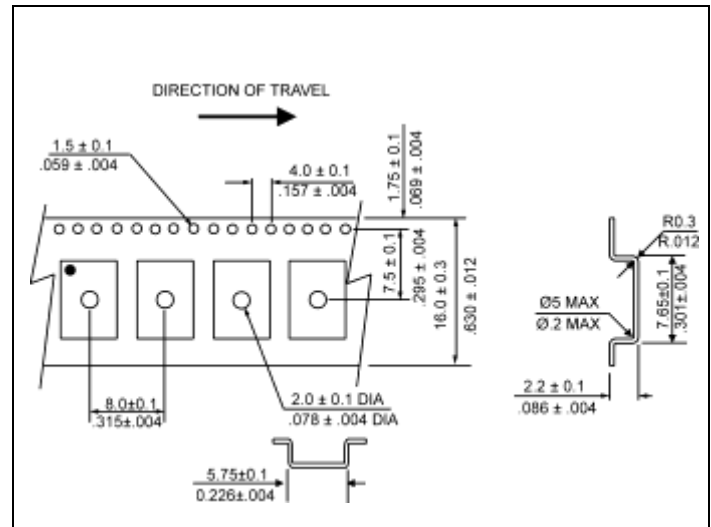 DIRECTION OF TRAVEL
1.5 ± 0.1
.059 ± .004
4.0 ± 0.1
.157 ± .004
1.75 ± 0.1
.069 ± .004
7.5 ± 0.1
.295 ± .004
16.0 ± 0.3
.630 ± .012
R0.3
R.012
Ø5 MAX
Ø.2 MAX
7.65±0.1
.301±.004
8.0±0.1
.315±.004
2.0 ± 0.1 DIA
.078 ± .004 DIA
2.2 ± 0.1
.086 ± .004
5.75±0.1
0.226±.004